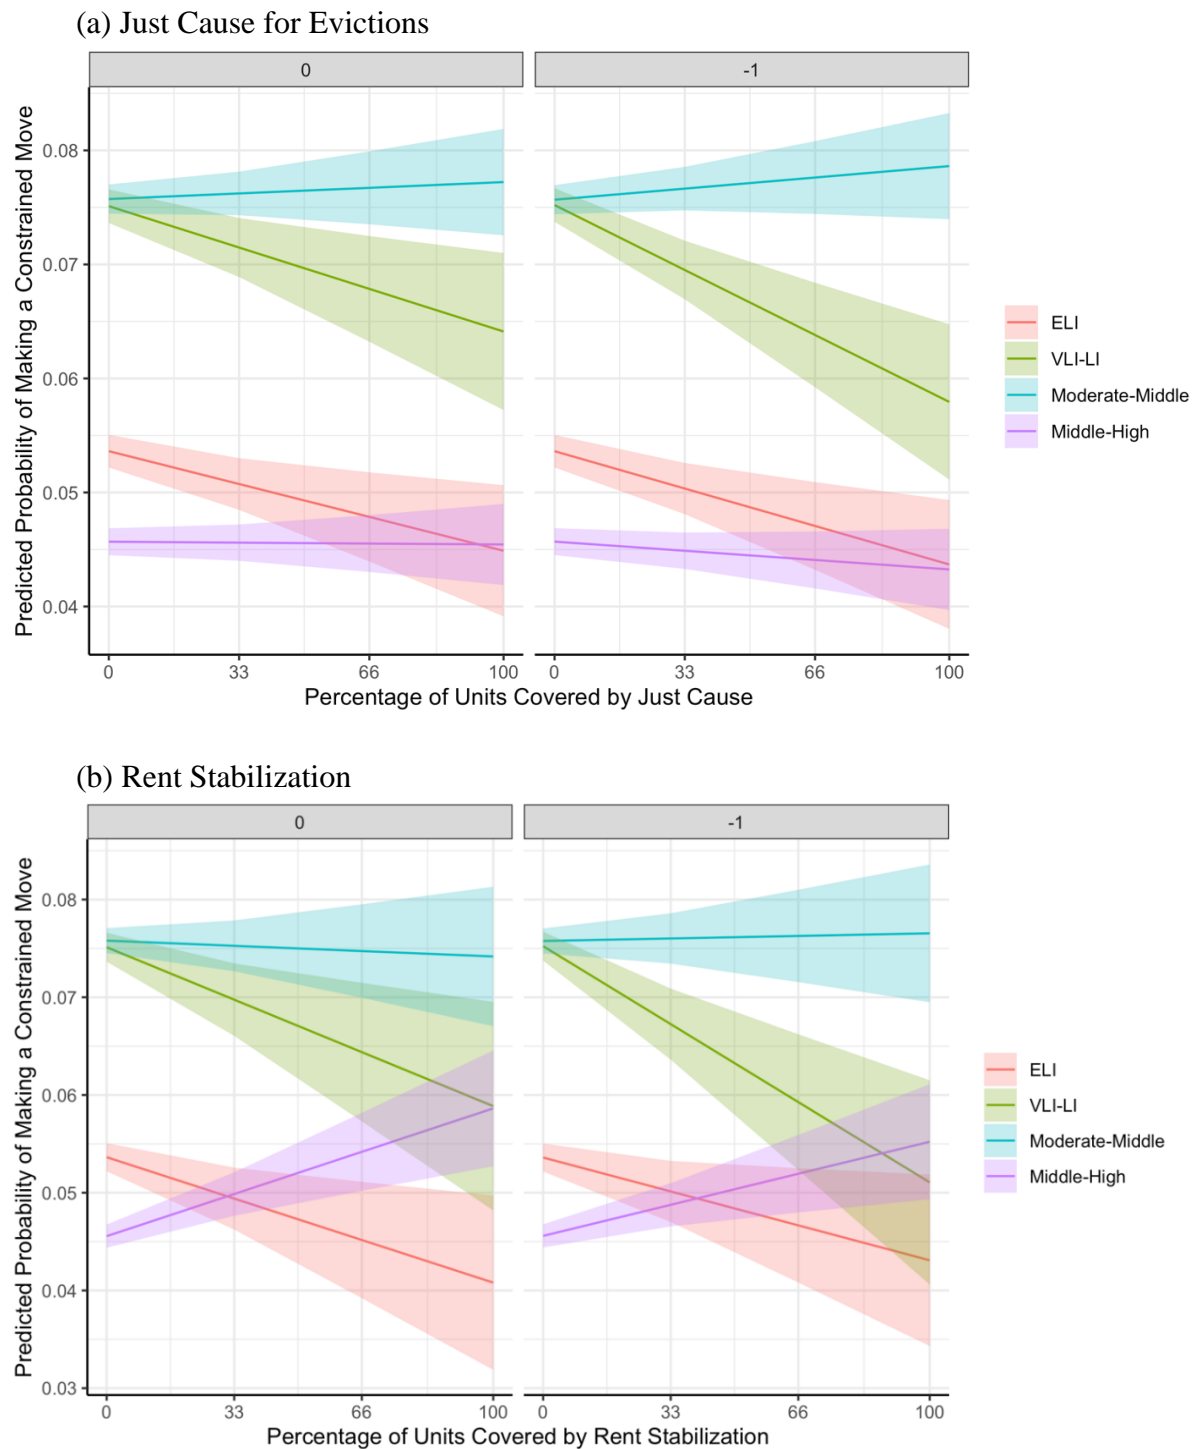 (a) Just Cause for Evictions
0
-1
Predicted Probability of Making a Constrained Move
0.08
0.07
0.06
0.05
0.04
0 33 66 100
0 33 66 100
Percentage of Units Covered by Just Cause
ELI
VLI-LI
Moderate-Middle
Middle-High
(b) Rent Stabilization
0
-1
Predicted Probability of Making a Constrained Move
0.08
0.07
0.06
0.05
0.04
0.03
0 33 66 100
0 33 66 100
Percentage of Units Covered by Rent Stabilization
ELI
VLI-LI
Moderate-Middle
Middle-High